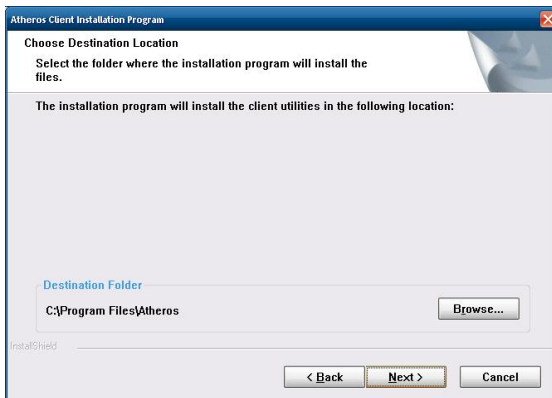 Atheros Client Installation Program
Choose Destination Location
Select the folder where the installation program will install the
files.
The installation program will install the client utilities in the following location:
Destination Folder
C:\Program Files\Atheros
Browse...
InstallShield
< Back
Next >
Cancel